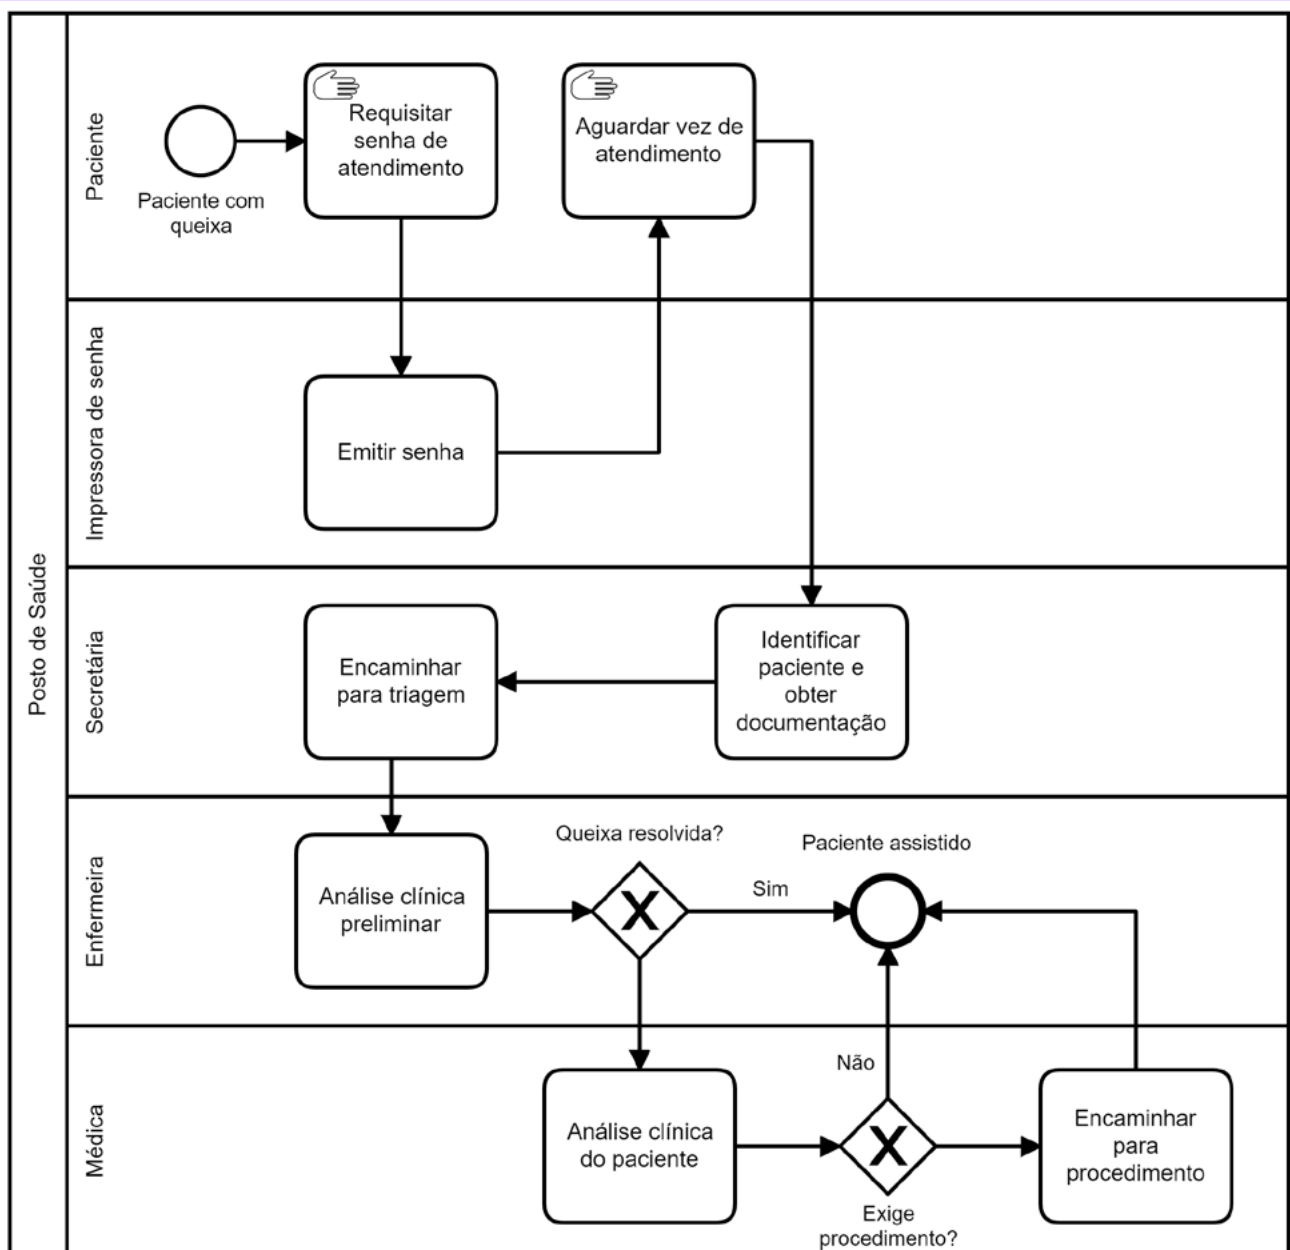 Posto de Saúde
Paciente
Paciente com
queixa
Requisitar
senha de
atendimento
Aguardar vez de
atendimento
Impressora de senha
Emitir senha
Secretária
Encaminhar
para triagem
Identificar
paciente e
obter
documentação
Enfermeira
Análise clínica
preliminar
Queixa resolvida?
Sim
Paciente assistido
Médica
Análise clínica
do paciente
Não
X
X
Exige
procedimento?
Encaminhar
para
procedimento